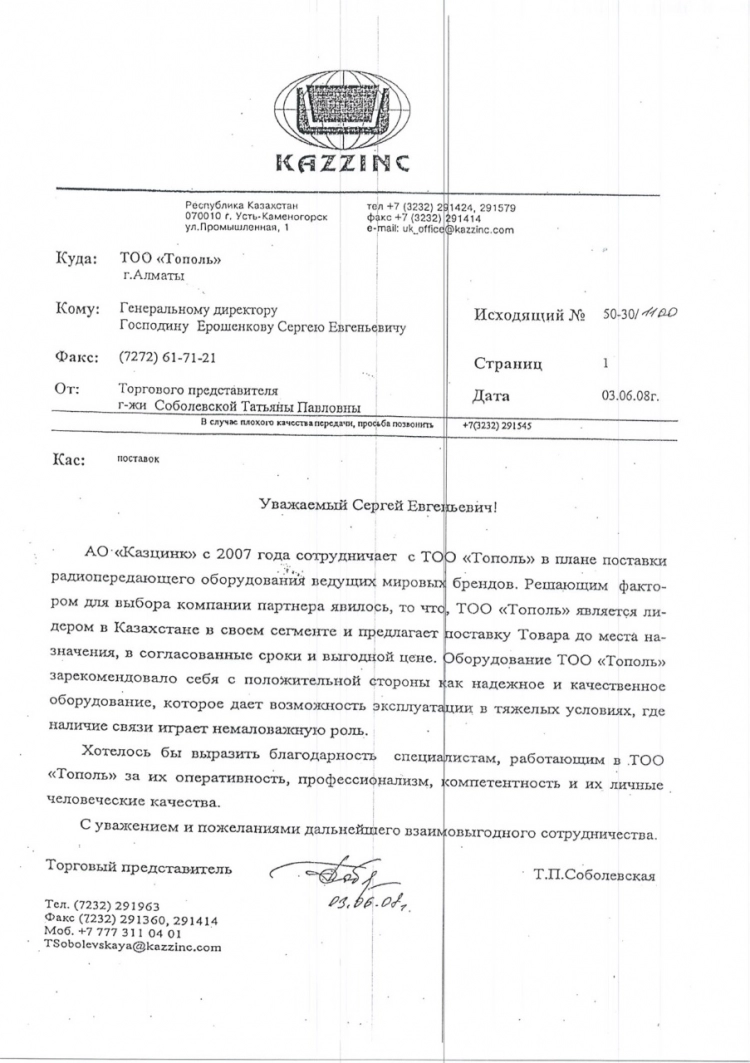 KAZZINC
Республика Казахстан
070010 г. Усть-Каменогорск
ул.Промышленная, 1
тел +7 (3232) 291424, 291579
факс +7 (3232) 291414
e-mail: uk_office@kazzinc.com
Куда: ТОО «Тополь»
г.Алматы
Кому: Генеральному директору
Господину Ерошенкову Сергею Евгеньевичу
Исходящий № 50-30/1100
Факс: (7272) 61-71-21
Страниц 1
От: Торгового представителя
г-жи Соболевской Татьяны Павловны
Дата 03.06.08г.
В случае плохого качества передачи, просьба позвонить +7(3232) 291545
Кас: поставок
Уважаемый Сергей Евгеньевич!
АО «Казцинк» с 2007 года сотрудничает с ТОО «Тополь» в плане поставки
радиопередающего оборудования ведущих мировых брендов. Решающим факто-
ром для выбора компании партнера явилось, то что, ТОО «Тополь» является ли-
дером в Казахстане в своем сегменте и предлагает поставку Товара до места на-
значения, в согласованные сроки и выгодной цене. Оборудование ТОО «Тополь»
зарекомендовало себя с положительной стороны как надежное и качественное
оборудование, которое дает возможность эксплуатации в тяжелых условиях, где
наличие связи играет немаловажную роль.
Хотелось бы выразить благодарность специалистам, работающим в ТОО
«Тополь» за их оперативность, профессионализм, компетентность и их личные
человеческие качества.
С уважением и пожеланиями дальнейшего взаимовыгодного сотрудничества.
Торговый представитель
Т.П.Соболевская
03.06.08г.
Тел. (7232) 291963
Факс (7232) 291360, 291414
Моб. +7 777 311 04 01
TSobolevskaya@kazzinc.com